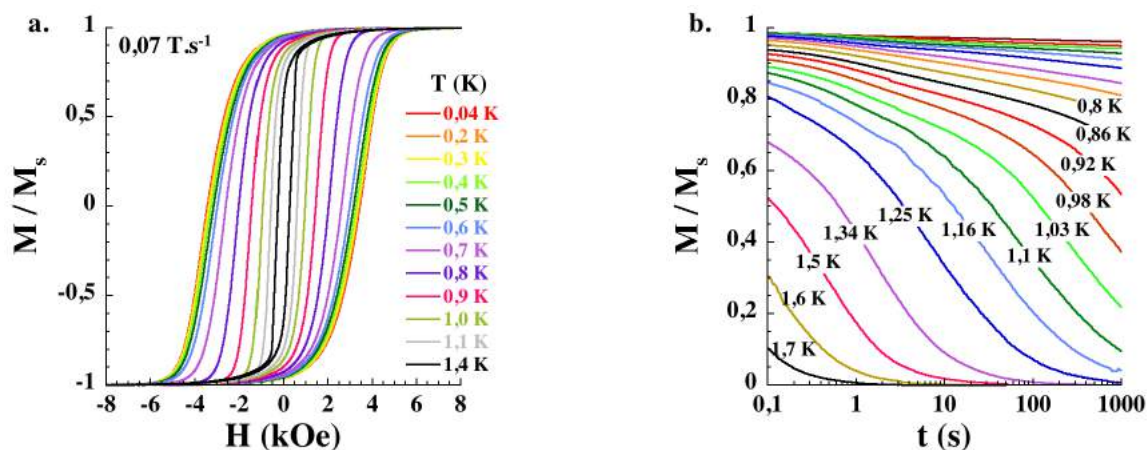 a.
0,07 T.s-1
M / Ms
1
0,5
0
-0,5
-1
T (K)
0,04 K
0,2 K
0,3 K
0,4 K
0,5 K
0,6 K
0,7 K
0,8 K
0,9 K
1,0 K
1,1 K
1,4 K
-8 -6 -4 -2 0 2 4 6 8
H (kOe)
b.
M / Ms
1
0,8
0,6
0,4
0,2
0
0,8 K
0,86 K
0,92 K
0,98 K
1,03 K
1,1 K
1,16 K
1,25 K
1,34 K
1,5 K
1,6 K
1,7 K
0,1 1 10 100 1000
t (s)